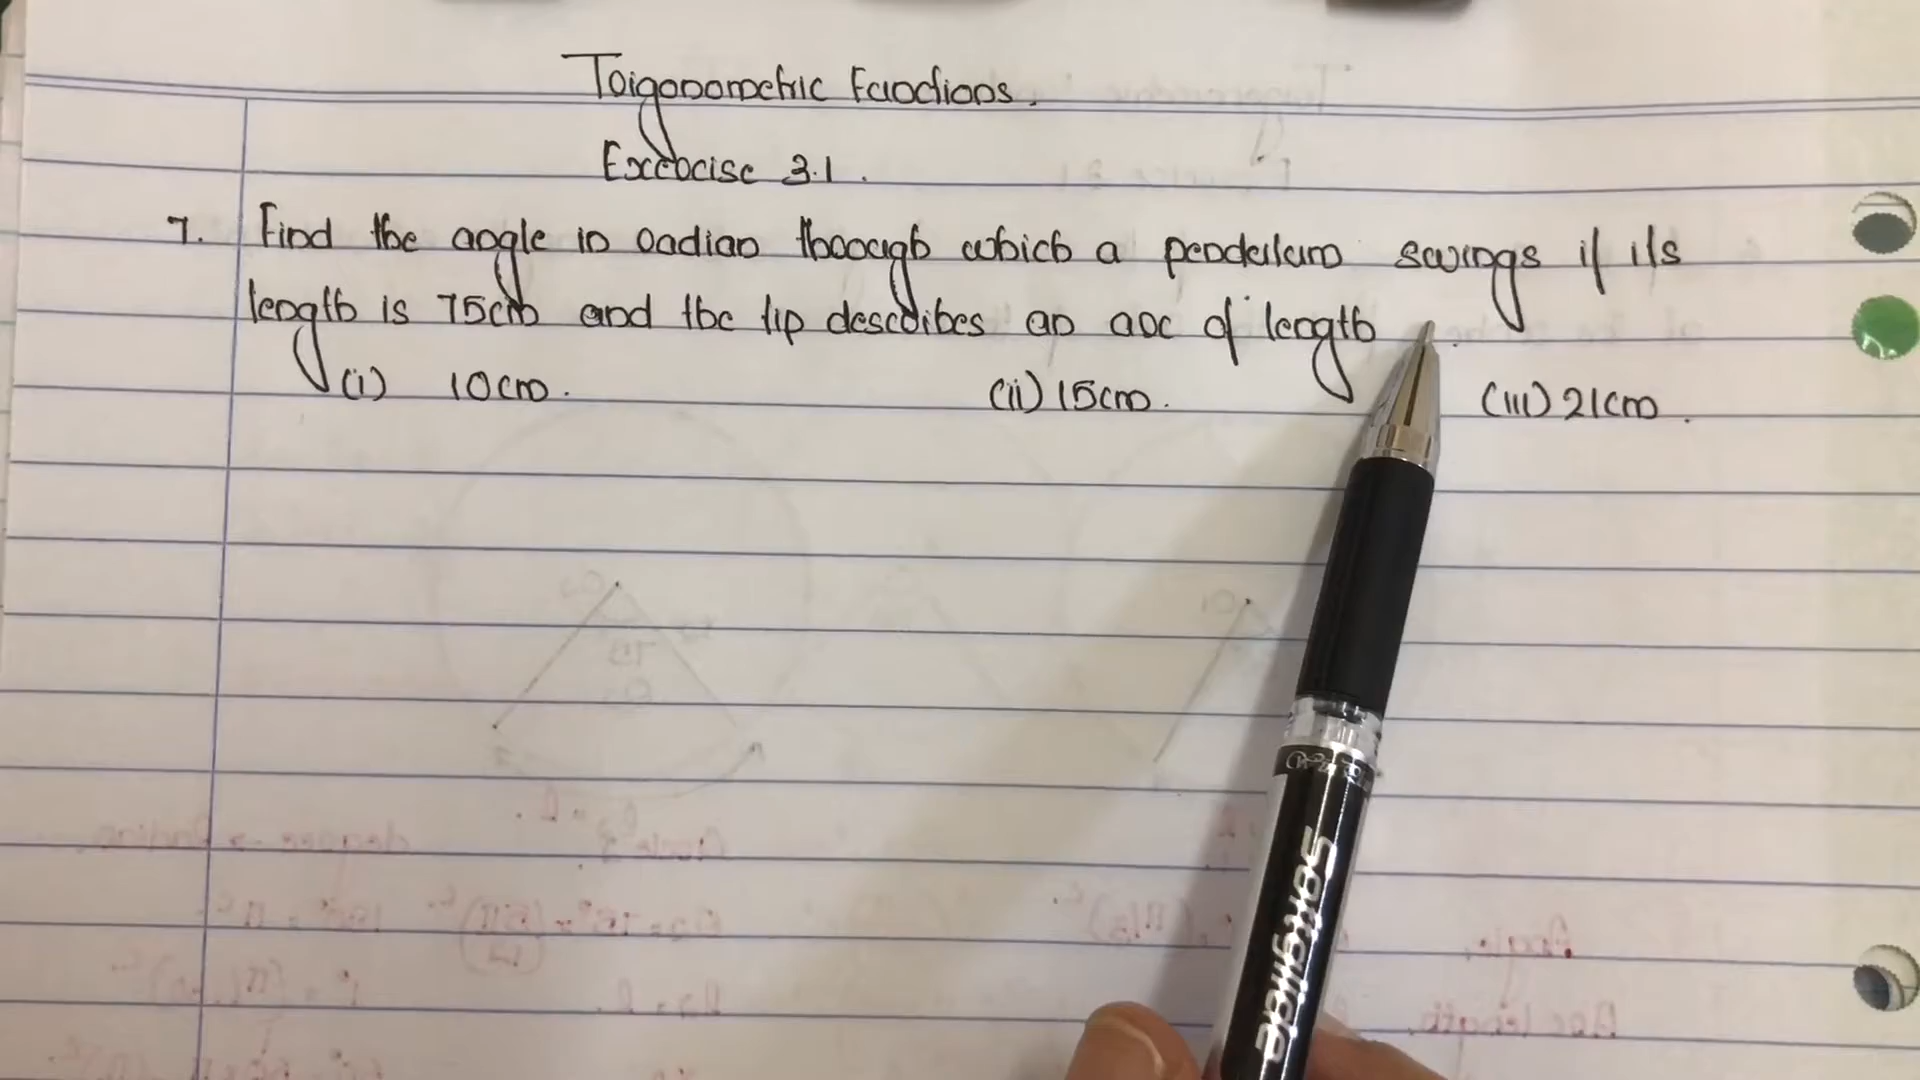 Trigonometric Functions.
Exercise 3.1.
7. Find the angle in radian through which a pendulum swings if its
length is 75cm and the tip describes an arc of length
(i) 10cm. (ii) 15cm. (iii) 21cm.
Songwide